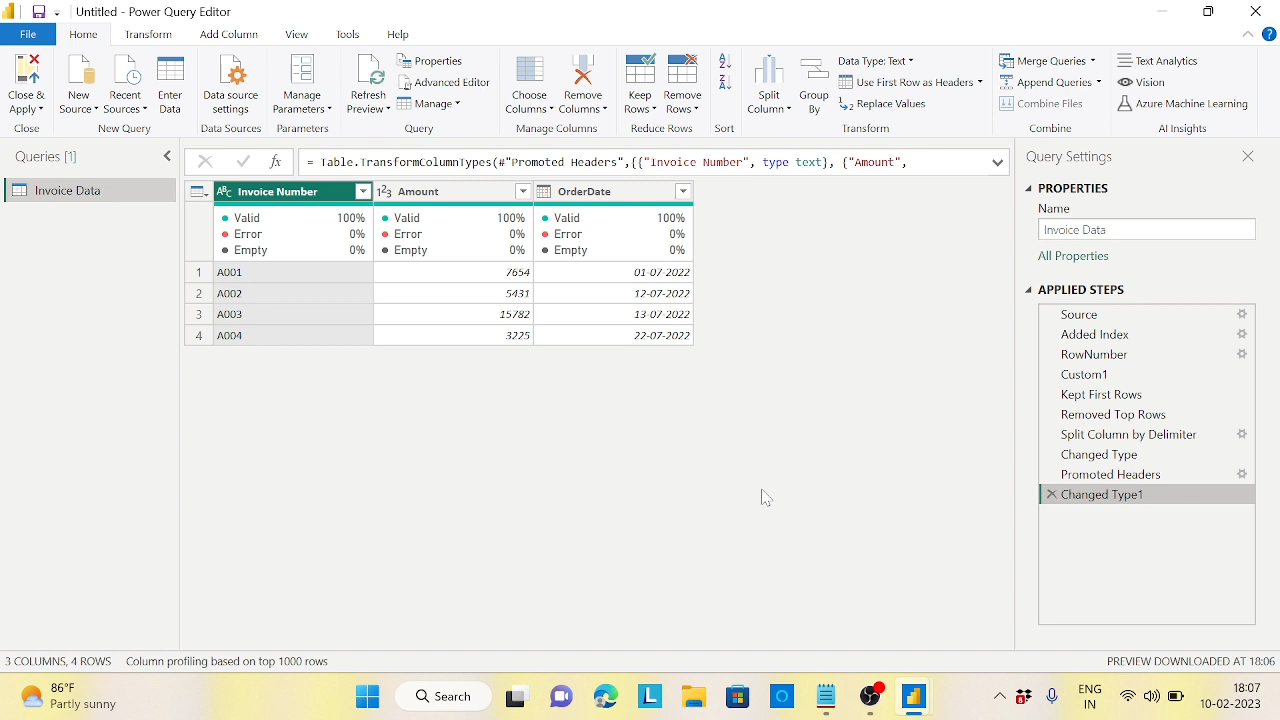 Untitled - Power Query Editor
File Home Transform Add Column View Tools Help
Close & Apply
New Source
Recent Sources
Enter Data
Data source settings
Manage Parameters
Refresh Preview
Properties
Advanced Editor
Manage
Choose Columns
Remove Columns
Keep Rows
Remove Rows
Split Column
Group By
Data Type: Text
Use First Row as Headers
Replace Values
Merge Queries
Append Queries
Combine Files
Text Analytics
Vision
Azure Machine Learning
Close New Query Data Sources Parameters Query Manage Columns Reduce Rows Sort Transform Combine AI Insights
Queries [1]
Invoice Data
fx = Table.TransformColumnTypes(#"Promoted Headers",{{"Invoice Number", type text}, {"Amount",
ABC Invoice Number 123 Amount OrderDate
Valid 100% Valid 100% Valid 100%
Error 0% Error 0% Error 0%
Empty 0% Empty 0% Empty 0%
1 A001 7654 01-07-2022
2 A002 5431 12-07-2022
3 A003 15782 13-07-2022
4 A004 3225 22-07-2022
Query Settings
PROPERTIES
Name
Invoice Data
All Properties
APPLIED STEPS
Source
Added Index
RowNumber
Custom1
Kept First Rows
Removed Top Rows
Split Column by Delimiter
Changed Type
Promoted Headers
Changed Type1
3 COLUMNS, 4 ROWS Column profiling based on top 1000 rows PREVIEW DOWNLOADED AT 18:06
86°F
Partly sunny
Search
L
8
ENG
IN
18:07
10-02-2023